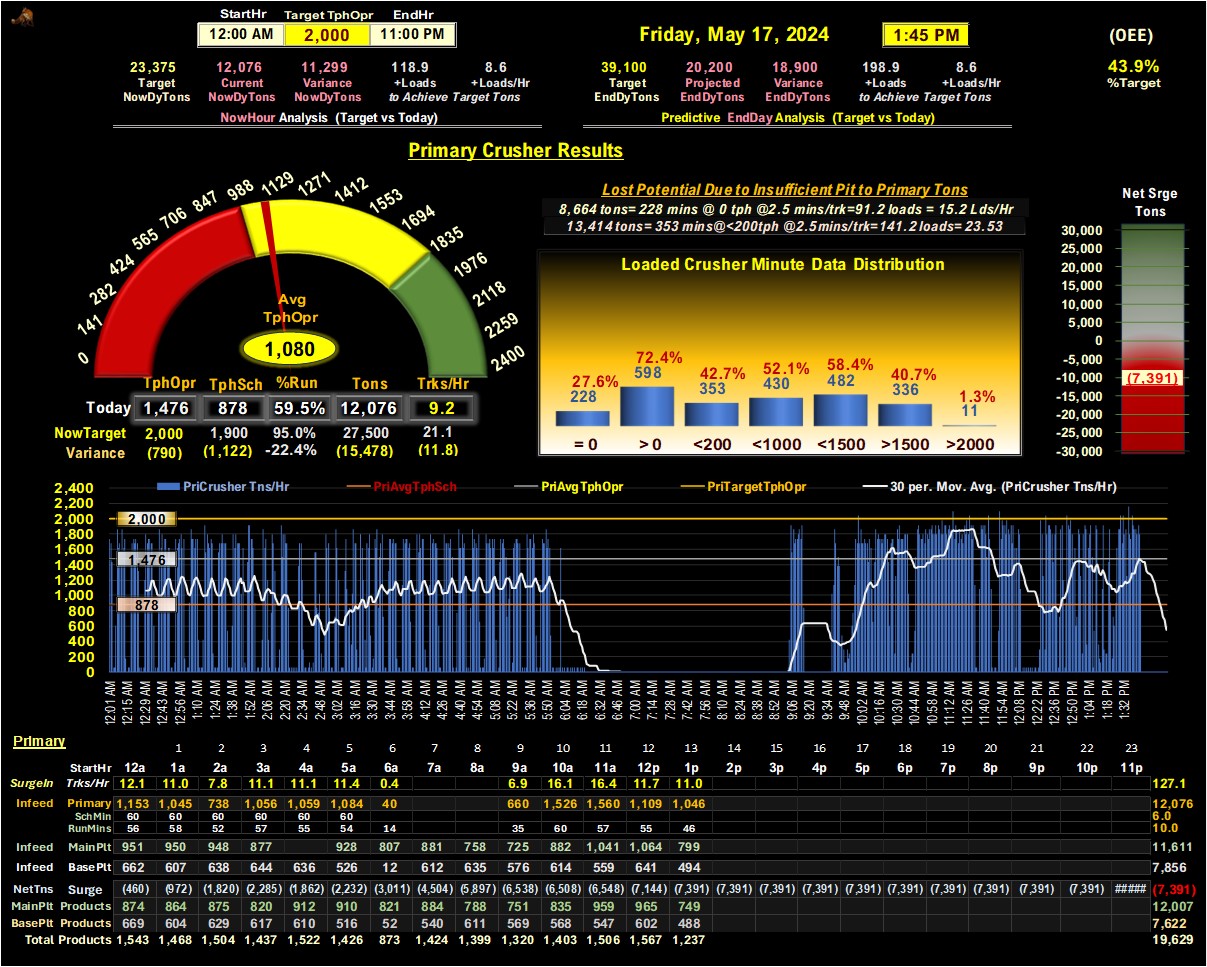 StartHr Target TphOpr EndHr
12:00 AM 2,000 11:00 PM
Friday, May 17, 2024 1:45 PM (OEE)
23,375 12,076 11,299 118.9 8.6 39,100 20,200 18,900 198.9 8.6 43.9%
Target Current Variance +Loads +Loads/Hr Target Projected Variance +Loads +Loads/Hr %Target
NowDyTons NowDyTons NowDyTons to Achieve Target Tons EndDyTons EndDyTons EndDyTons to Achieve Target Tons
NowHour Analysis (Target vs Today) Predictive EndDay Analysis (Target vs Today)
Primary Crusher Results
0 141 282 424 565 706 847 988 1129 1271 1412 1553 1694 1835 1976 2118 2259 2400
Avg
TphOpr
1,080
TphOpr TphSch %Run Tons Trks/Hr
Today 1,476 878 59.5% 12,076 9.2
NowTarget 2,000 1,900 95.0% 27,500 21.1
Variance (790) (1,122) -22.4% (15,478) (11.8)
Lost Potential Due to Insufficient Pit to Primary Tons
8,664 tons= 228 mins @ 0 tph @2.5 mins/trk=91.2 loads = 15.2 Lds/Hr
13,414 tons= 353 mins@<200tph @2.5mins/trk=141.2 loads= 23.53
Loaded Crusher Minute Data Distribution
27.6% 72.4% 42.7% 52.1% 58.4% 40.7% 1.3%
228 598 353 430 482 336 11
= 0 > 0 <200 <1000 <1500 >1500 >2000
Net Srge
Tons
30,000
25,000
20,000
15,000
10,000
5,000
0
-5,000
-10,000
(7,391)
-15,000
-20,000
-25,000
-30,000
PriCrusher Tns/Hr PriAvgTphSch PriAvgTphOpr PriTargetTphOpr 30 per. Mov. Avg. (PriCrusher Tns/Hr)
2,400
2,200
2,000
1,800
1,600
1,400
1,200
1,000
800
600
400
200
0
2,000
1,476
878
12:01 AM 12:15 AM 12:29 AM 12:43 AM 12:56 AM 1:10 AM 1:24 AM 1:38 AM 1:52 AM 2:06 AM 2:20 AM 2:34 AM 2:48 AM 3:02 AM 3:16 AM 3:30 AM 3:44 AM 3:58 AM 4:12 AM 4:26 AM 4:40 AM 4:54 AM 5:08 AM 5:22 AM 5:36 AM 5:50 AM 6:04 AM 6:18 AM 6:32 AM 6:46 AM 7:00 AM 7:14 AM 7:28 AM 7:42 AM 7:56 AM 8:10 AM 8:24 AM 8:38 AM 8:52 AM 9:06 AM 9:20 AM 9:34 AM 9:48 AM 10:02 AM 10:16 AM 10:30 AM 10:44 AM 10:58 AM 11:12 AM 11:26 AM 11:40 AM 11:54 AM 12:08 PM 12:22 PM 12:36 PM 12:50 PM 1:04 PM 1:18 PM 1:32 PM
Primary
1 2 3 4 5 6 7 8 9 10 11 12 13 14 15 16 17 18 19 20 21 22 23
StartHr 12a 1a 2a 3a 4a 5a 6a 7a 8a 9a 10a 11a 12p 1p 2p 3p 4p 5p 6p 7p 8p 9p 10p 11p
SurgeIn Trks/Hr 12.1 11.0 7.8 11.1 11.1 11.4 0.4 6.9 16.1 16.4 11.7 11.0 127.1
Infeed Primary 1,153 1,045 738 1,056 1,059 1,084 40 660 1,526 1,560 1,109 1,046 12,076
SchMin 60 60 60 60 60 60 6.0
RunMins 56 58 52 57 55 54 14 35 60 57 55 46 10.0
Infeed MainPlt 951 950 948 877 928 807 881 758 725 882 1,041 1,064 799 11,611
Infeed BasePlt 662 607 638 644 636 526 12 621 635 612 576 614 559 641 494 7,856
NetTns Surge (460) (972) (1,820) (2,285) (1,862) (2,232) (3,011) (4,504) (5,897) (6,538) (6,508) (6,548) (7,144) (7,391) (7,391) (7,391) (7,391) (7,391) (7,391) (7,391) (7,391) (7,391) (7,391) ##### (7,391)
MainPlt Products 874 864 875 820 912 910 821 884 788 751 835 959 965 749 12,007
BasePlt Products 669 604 629 617 610 516 52 540 611 569 568 547 602 488 7,622
Total Products 1,543 1,468 1,504 1,437 1,522 1,426 873 1,424 1,399 1,320 1,403 1,506 1,567 1,237 19,629